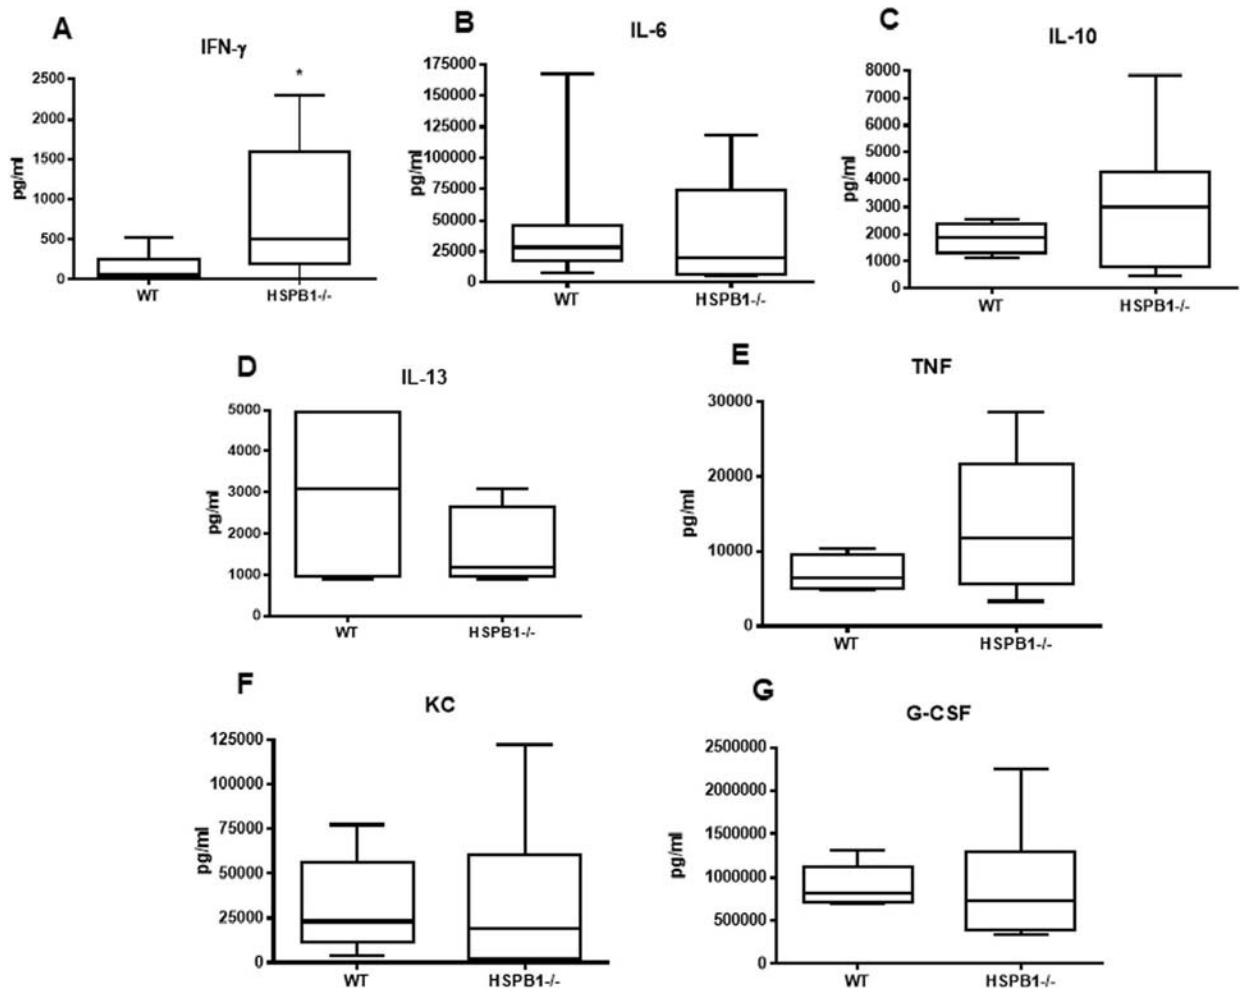 A
IFN-γ
*
2500
2000
1500
1000
500
0
pg/ml
WT HSPB1-/-
B
IL-6
175000
150000
125000
100000
75000
50000
25000
0
pg/ml
WT HSPB1-/-
C
IL-10
8000
7000
6000
5000
4000
3000
2000
1000
0
pg/ml
WT HSPB1-/-
D
IL-13
5000
4000
3000
2000
1000
0
pg/ml
WT HSPB1-/-
E
TNF
30000
20000
10000
0
pg/ml
WT HSPB1-/-
F
KC
125000
100000
75000
50000
25000
0
pg/ml
WT HSPB1-/-
G
G-CSF
2500000
2000000
1500000
1000000
500000
0
pg/ml
WT HSPB1-/-